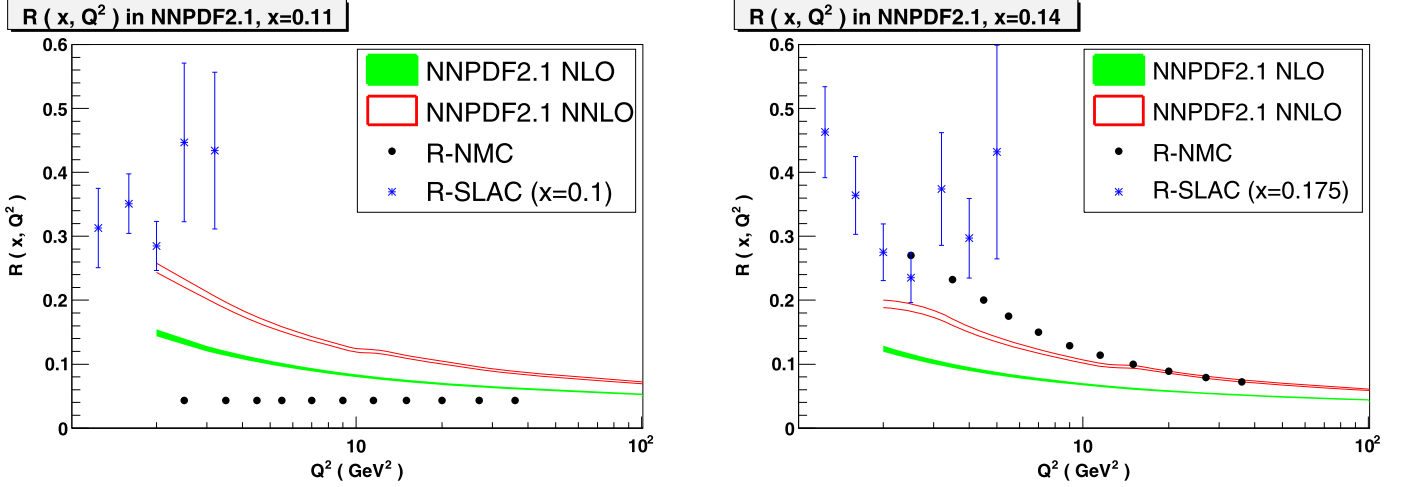 R ( x, Q² ) in NNPDF2.1, x=0.11
R ( x, Q² )
0.6
0.5
0.4
0.3
0.2
0.1
0
NNPDF2.1 NLO
NNPDF2.1 NNLO
R-NMC
R-SLAC (x=0.1)
10
10²
Q² ( GeV² )
R ( x, Q² ) in NNPDF2.1, x=0.14
R ( x, Q² )
0.6
0.5
0.4
0.3
0.2
0.1
0
NNPDF2.1 NLO
NNPDF2.1 NNLO
R-NMC
R-SLAC (x=0.175)
10
10²
Q² ( GeV² )